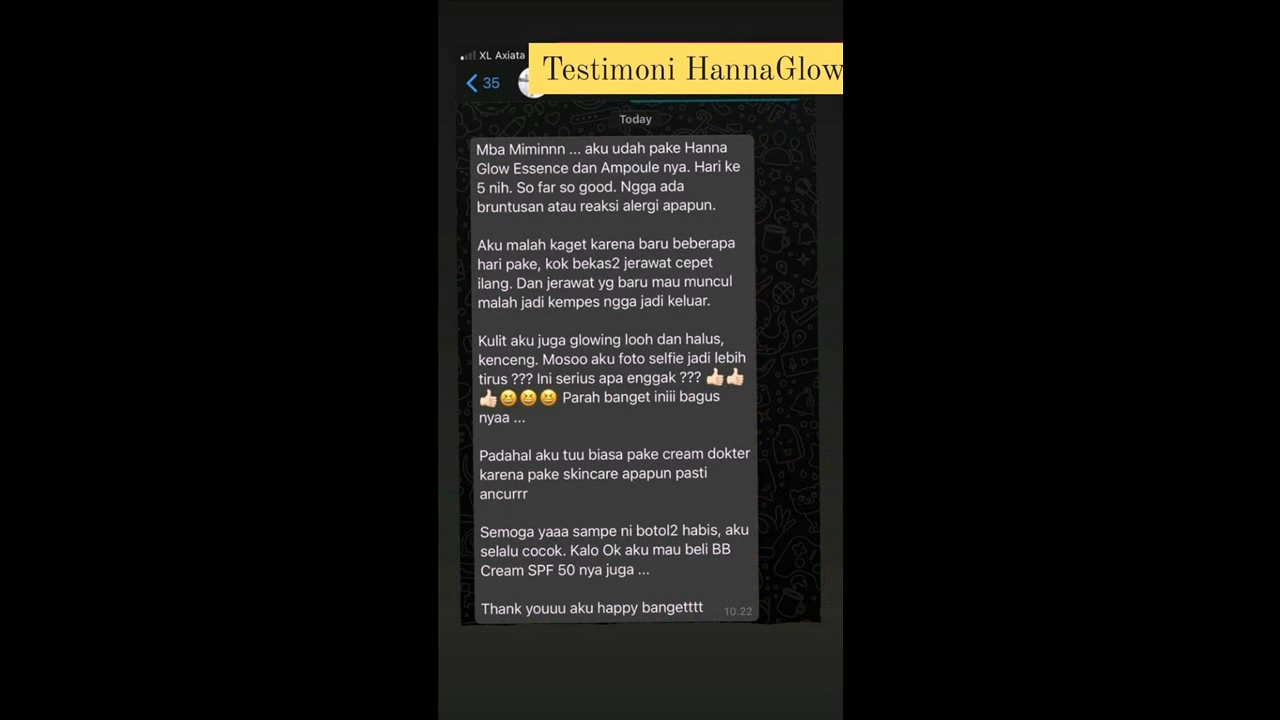 XL Axiata
Testimoni HannaGlow
35
Today
Mba Miminnn ... aku udah pake Hanna
Glow Essence dan Ampoule nya. Hari ke
5 nih. So far so good. Ngga ada
bruntusan atau reaksi alergi apapun.
Aku malah kaget karena baru beberapa
hari pake, kok bekas2 jerawat cepet
ilang. Dan jerawat yg baru mau muncul
malah jadi kempes ngga jadi keluar.
Kulit aku juga glowing looh dan halus,
kenceng. Mosoo aku foto selfie jadi lebih
tirus ??? Ini serius apa enggak ??? 👍🏻👍🏻
👍🏻😆😆😆 Parah banget iniii bagus
nyaa ...
Padahal aku tuu biasa pake cream dokter
karena pake skincare apapun pasti
ancurrr
Semoga yaaa sampe ni botol2 habis, aku
selalu cocok. Kalo Ok aku mau beli BB
Cream SPF 50 nya juga ...
Thank youuu aku happy bangetttt
10.22